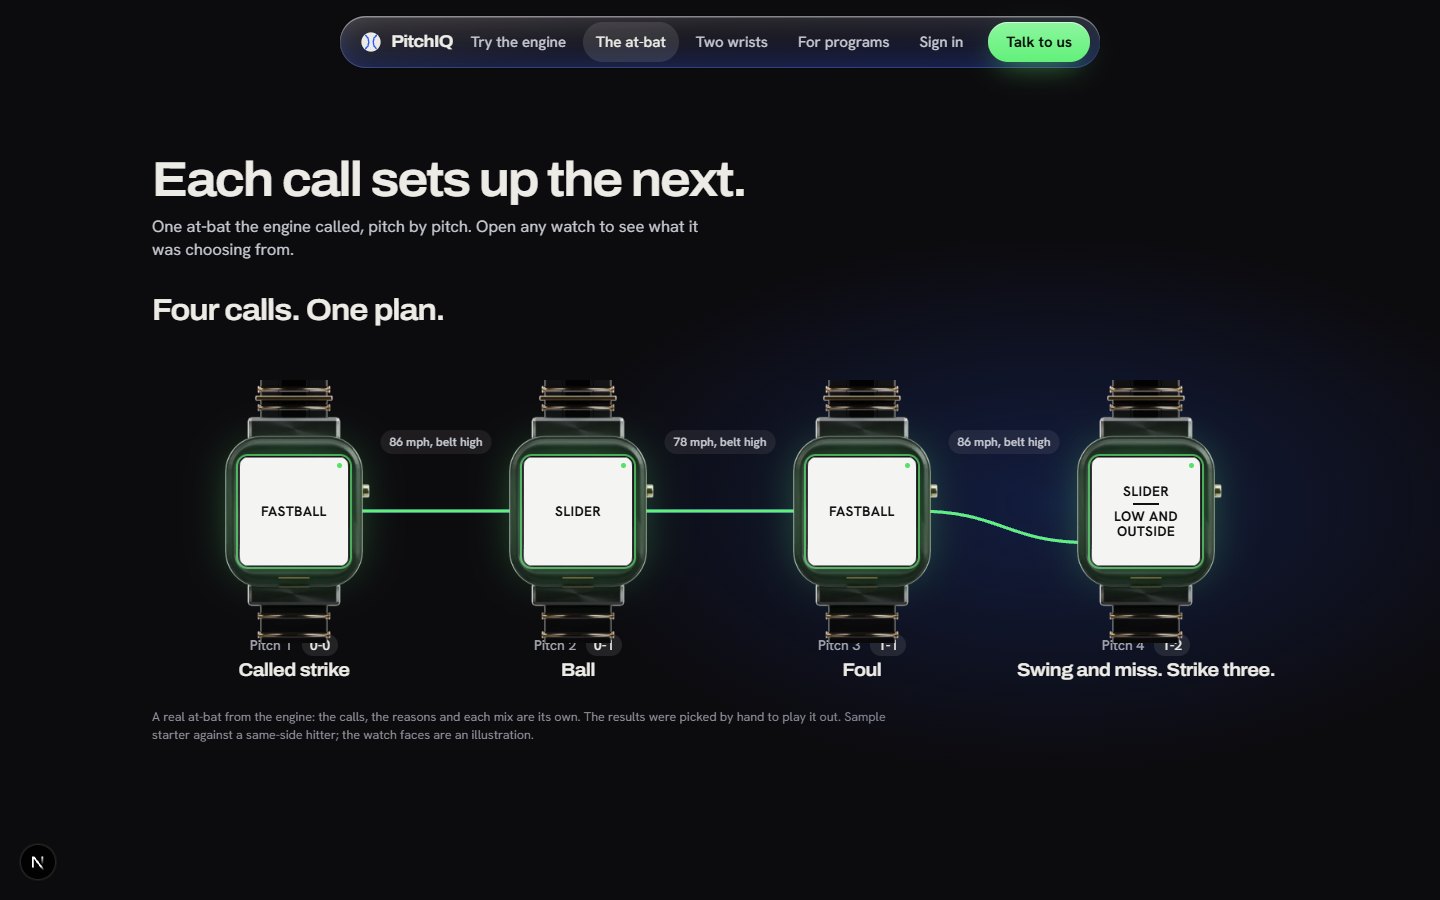 PitchIQ Try the engine The at-bat Two wrists For programs Sign in Talk to us
Each call sets up the next.
One at-bat the engine called, pitch by pitch. Open any watch to see what it
was choosing from.
Four calls. One plan.
86 mph, belt high 78 mph, belt high 86 mph, belt high
FASTBALL SLIDER FASTBALL SLIDER
LOW AND
OUTSIDE
Pitch 1 0-0 Pitch 2 0-1 Pitch 3 1-1 Pitch 4 1-2
Called strike Ball Foul Swing and miss. Strike three.
A real at-bat from the engine: the calls, the reasons and each mix are its own. The results were picked by hand to play it out. Sample
starter against a same-side hitter; the watch faces are an illustration.
N